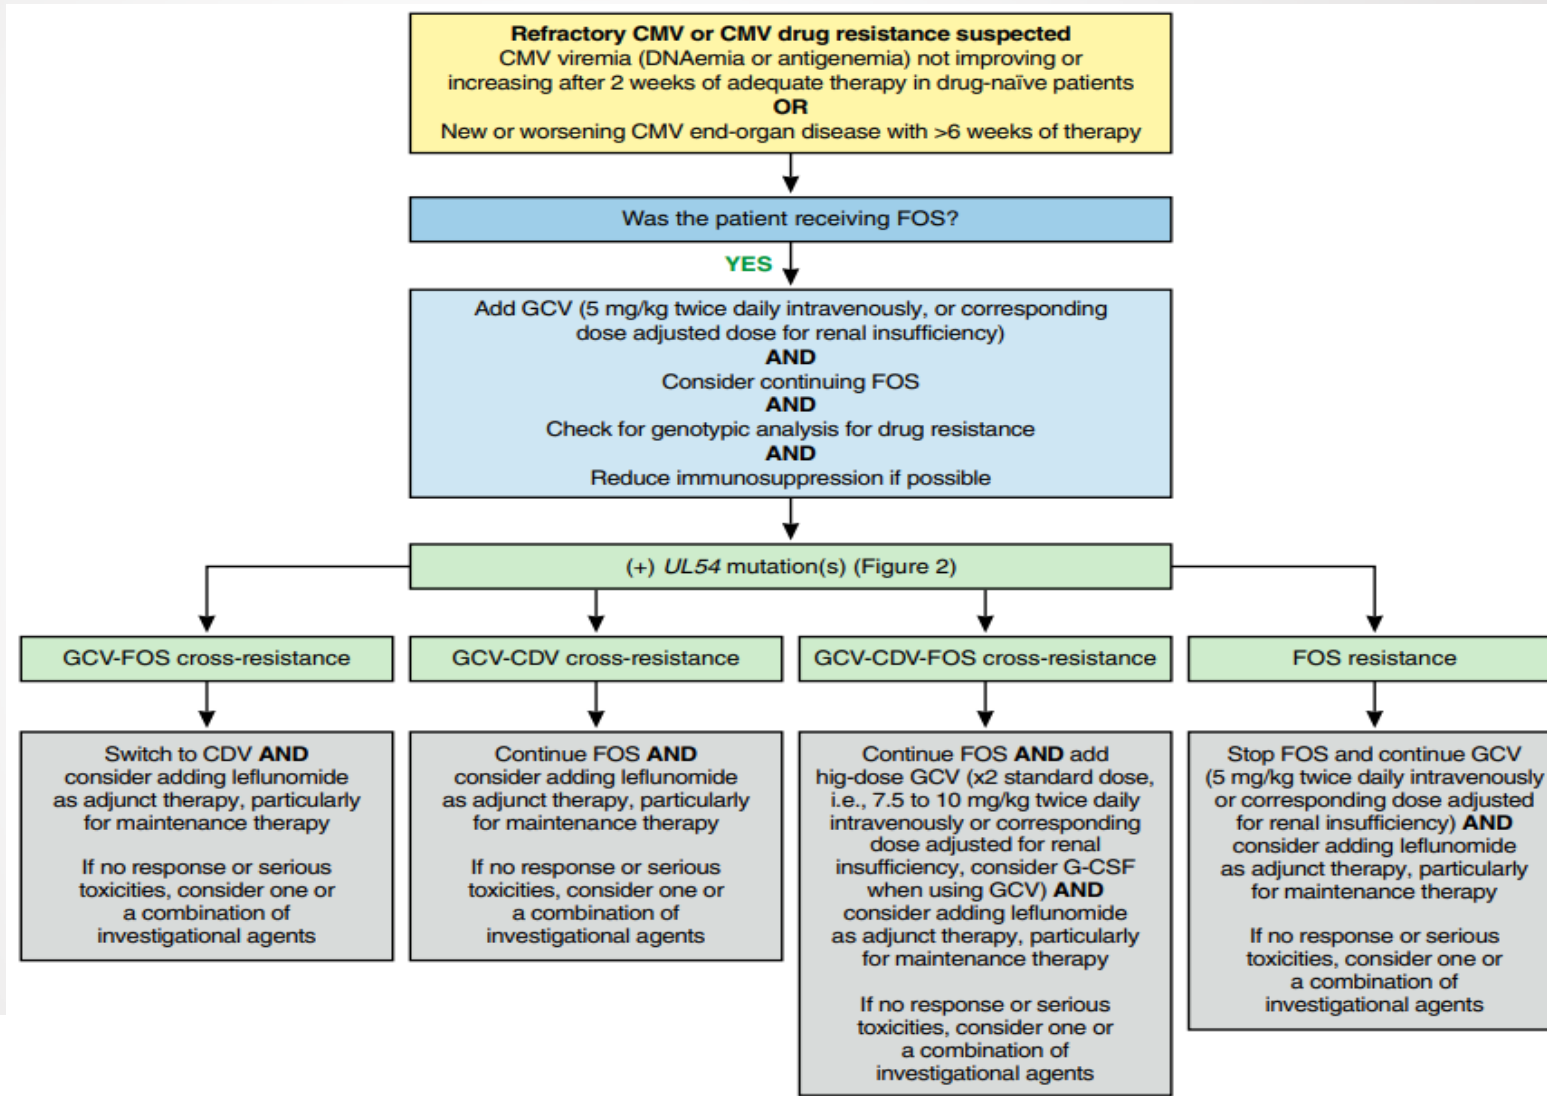 Refractory CMV or CMV drug resistance suspected
CMV viremia (DNAemia or antigenemia) not improving or
increasing after 2 weeks of adequate therapy in drug-naïve patients
OR
New or worsening CMV end-organ disease with >6 weeks of therapy
Was the patient receiving FOS?
YES
Add GCV (5 mg/kg twice daily intravenously, or corresponding
dose adjusted dose for renal insufficiency)
AND
Consider continuing FOS
AND
Check for genotypic analysis for drug resistance
AND
Reduce immunosuppression if possible
(+) UL54 mutation(s) (Figure 2)
GCV-FOS cross-resistance
Switch to CDV AND
consider adding leflunomide
as adjunct therapy, particularly
for maintenance therapy
If no response or serious
toxicities, consider one or
a combination of
investigational agents
GCV-CDV cross-resistance
Continue FOS AND
consider adding leflunomide
as adjunct therapy, particularly
for maintenance therapy
If no response or serious
toxicities, consider one or
a combination of
investigational agents
GCV-CDV-FOS cross-resistance
Continue FOS AND add
hig-dose GCV (x2 standard dose,
i.e., 7.5 to 10 mg/kg twice daily
intravenously or corresponding
dose adjusted for renal
insufficiency, consider G-CSF
when using GCV) AND
consider adding leflunomide
as adjunct therapy, particularly
for maintenance therapy
If no response or serious
toxicities, consider one or
a combination of
investigational agents
FOS resistance
Stop FOS and continue GCV
(5 mg/kg twice daily intravenously
or corresponding dose adjusted
for renal insufficiency) AND
consider adding leflunomide
as adjunct therapy, particularly
for maintenance therapy
If no response or serious
toxicities, consider one or
a combination of
investigational agents